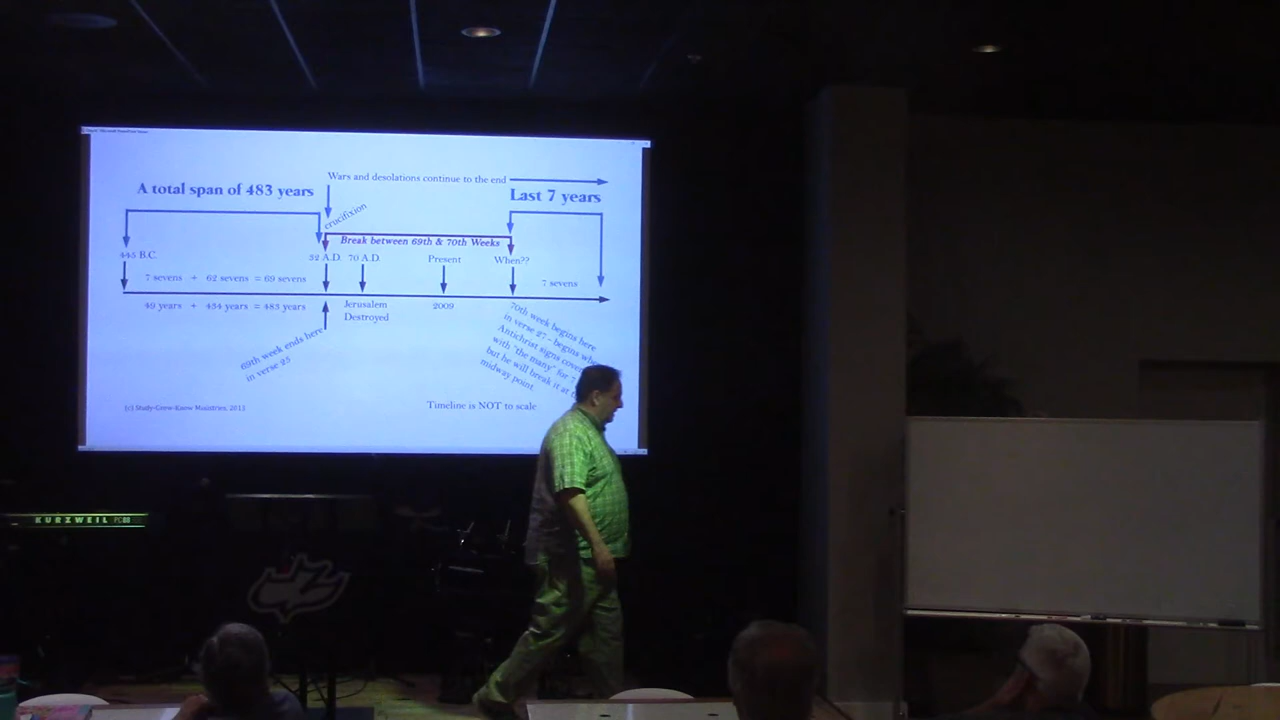 Wars and desolations continue to the end
A total span of 483 years
Last 7 years
crucifixion
Break between 69th & 70th Weeks
445 B.C.
32 A.D.
70 A.D.
Present
When??
7 sevens + 62 sevens = 69 sevens
7 sevens
49 years + 434 years = 483 years
Jerusalem
Destroyed
2009
69th week ends here
in verse 25
70th week begins here
in verse 27 - begins
Antichrist signs
with "the many" for 7
but he will break it at
midway point
(c) Study-Grow-Know Ministries, 2013
Timeline is NOT to scale
KURZWEIL PC88